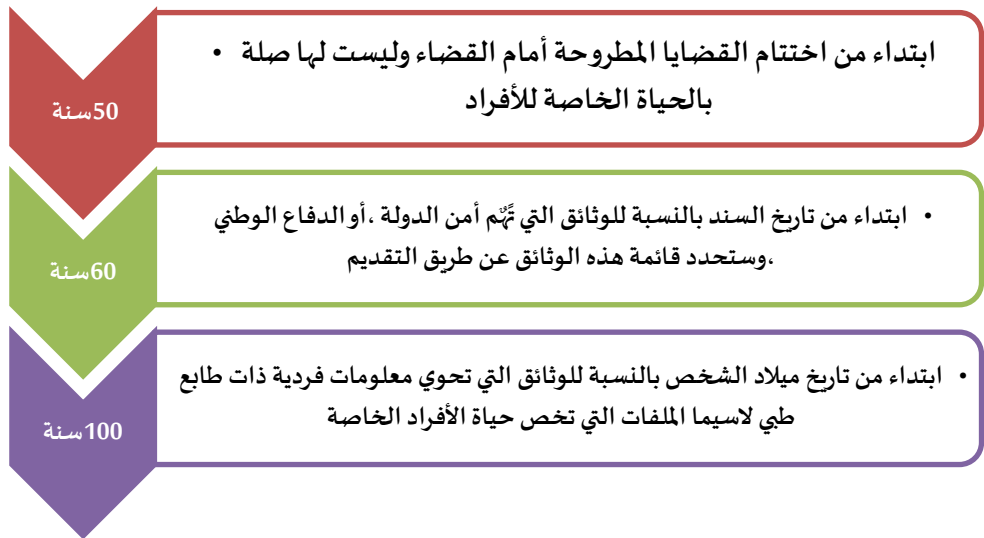 50سنة
• ابتداء من اختتام القضايا المطروحة أمام القضاء وليست لها صلة
بالحياة الخاصة للأفراد
60سنة
• ابتداء من تاريخ السند بالنسبة للوثائق التي تَهُم أمن الدولة ،أو الدفاع الوطني
،وستحدد قائمة هذه الوثائق عن طريق التقديم
100سنة
• ابتداء من تاريخ ميلاد الشخص بالنسبة للوثائق التي تحوي معلومات فردية ذات طابع
طبي لاسيما الملفات التي تخص حياة الأفراد الخاصة